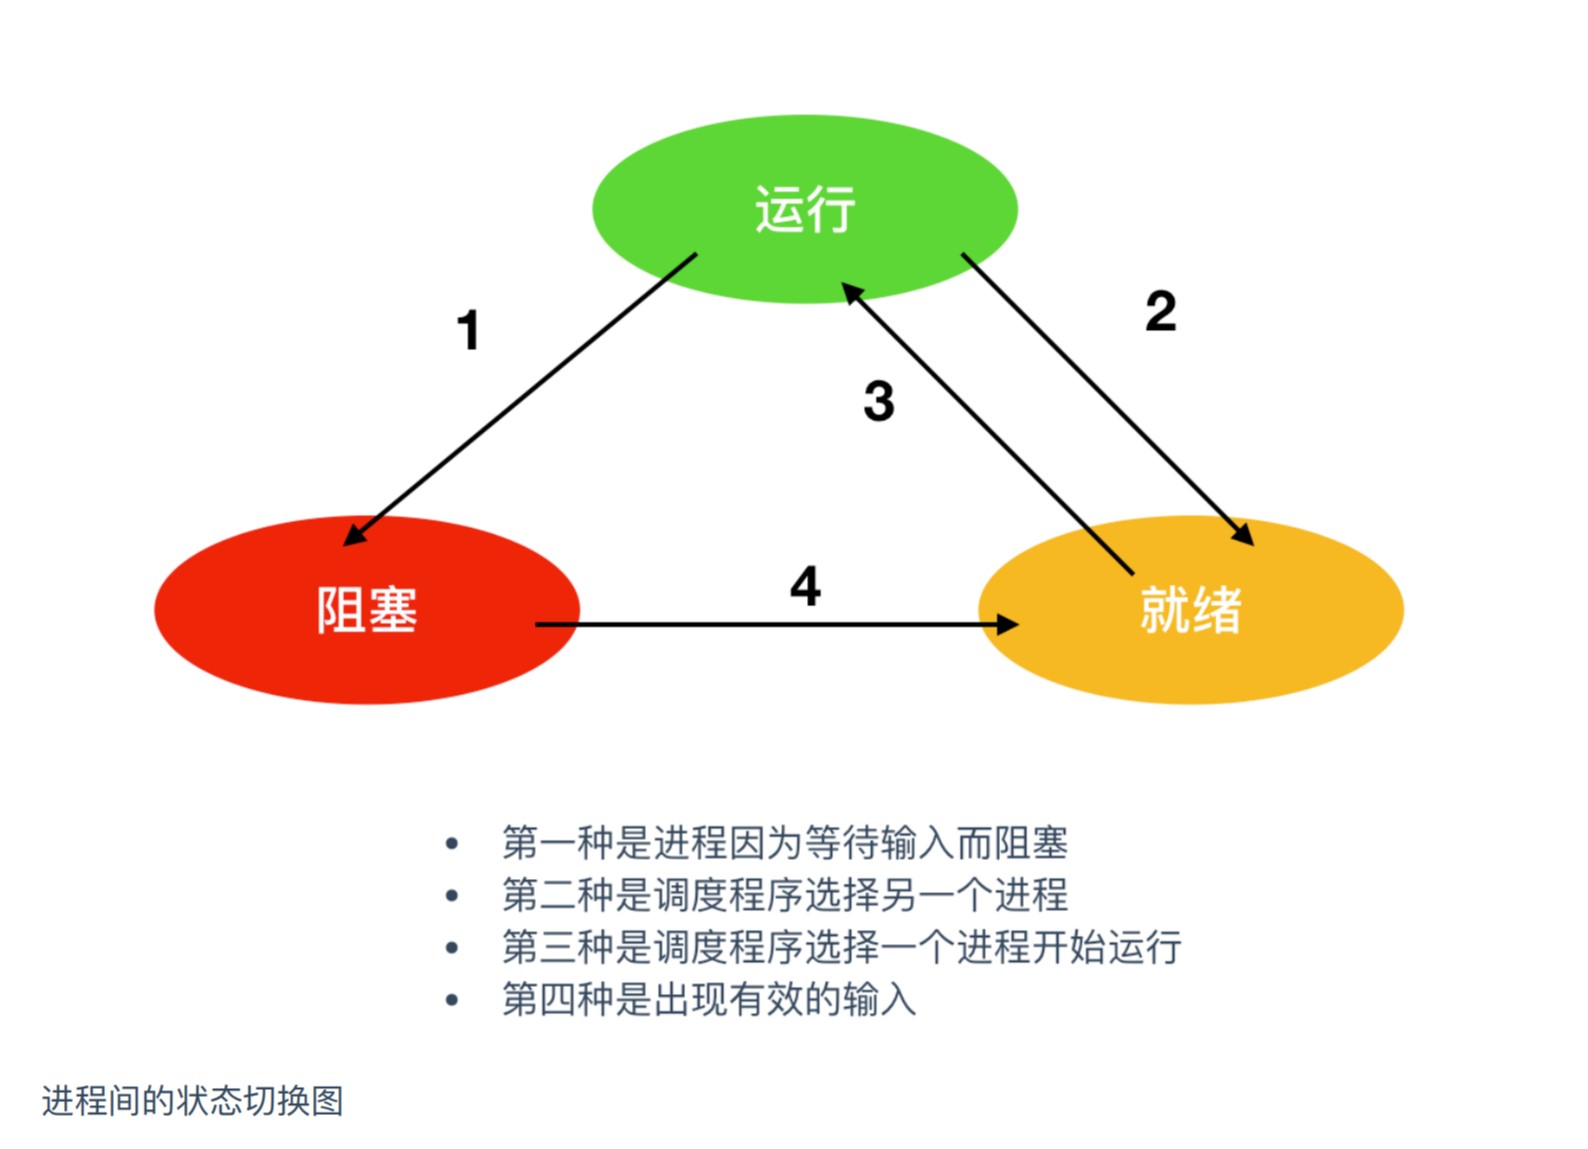 运行
1
2
3
4
阻塞
就绪
• 第一种是进程因为等待输入而阻塞
• 第二种是调度程序选择另一个进程
• 第三种是调度程序选择一个进程开始运行
• 第四种是出现有效的输入
进程间的状态切换图